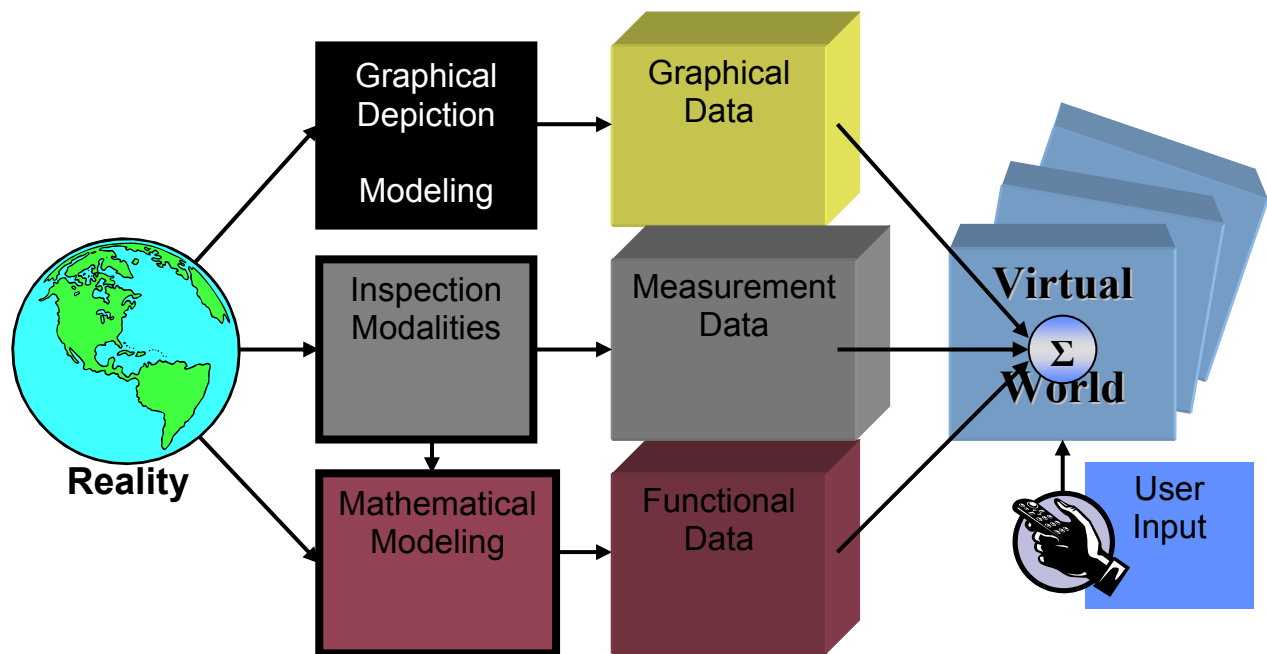 Graphical
Depiction
Modeling
Graphical
Data
Inspection
Modalities
Measurement
Data
Virtual
Σ
World
Reality
Mathematical
Modeling
Functional
Data
User
Input